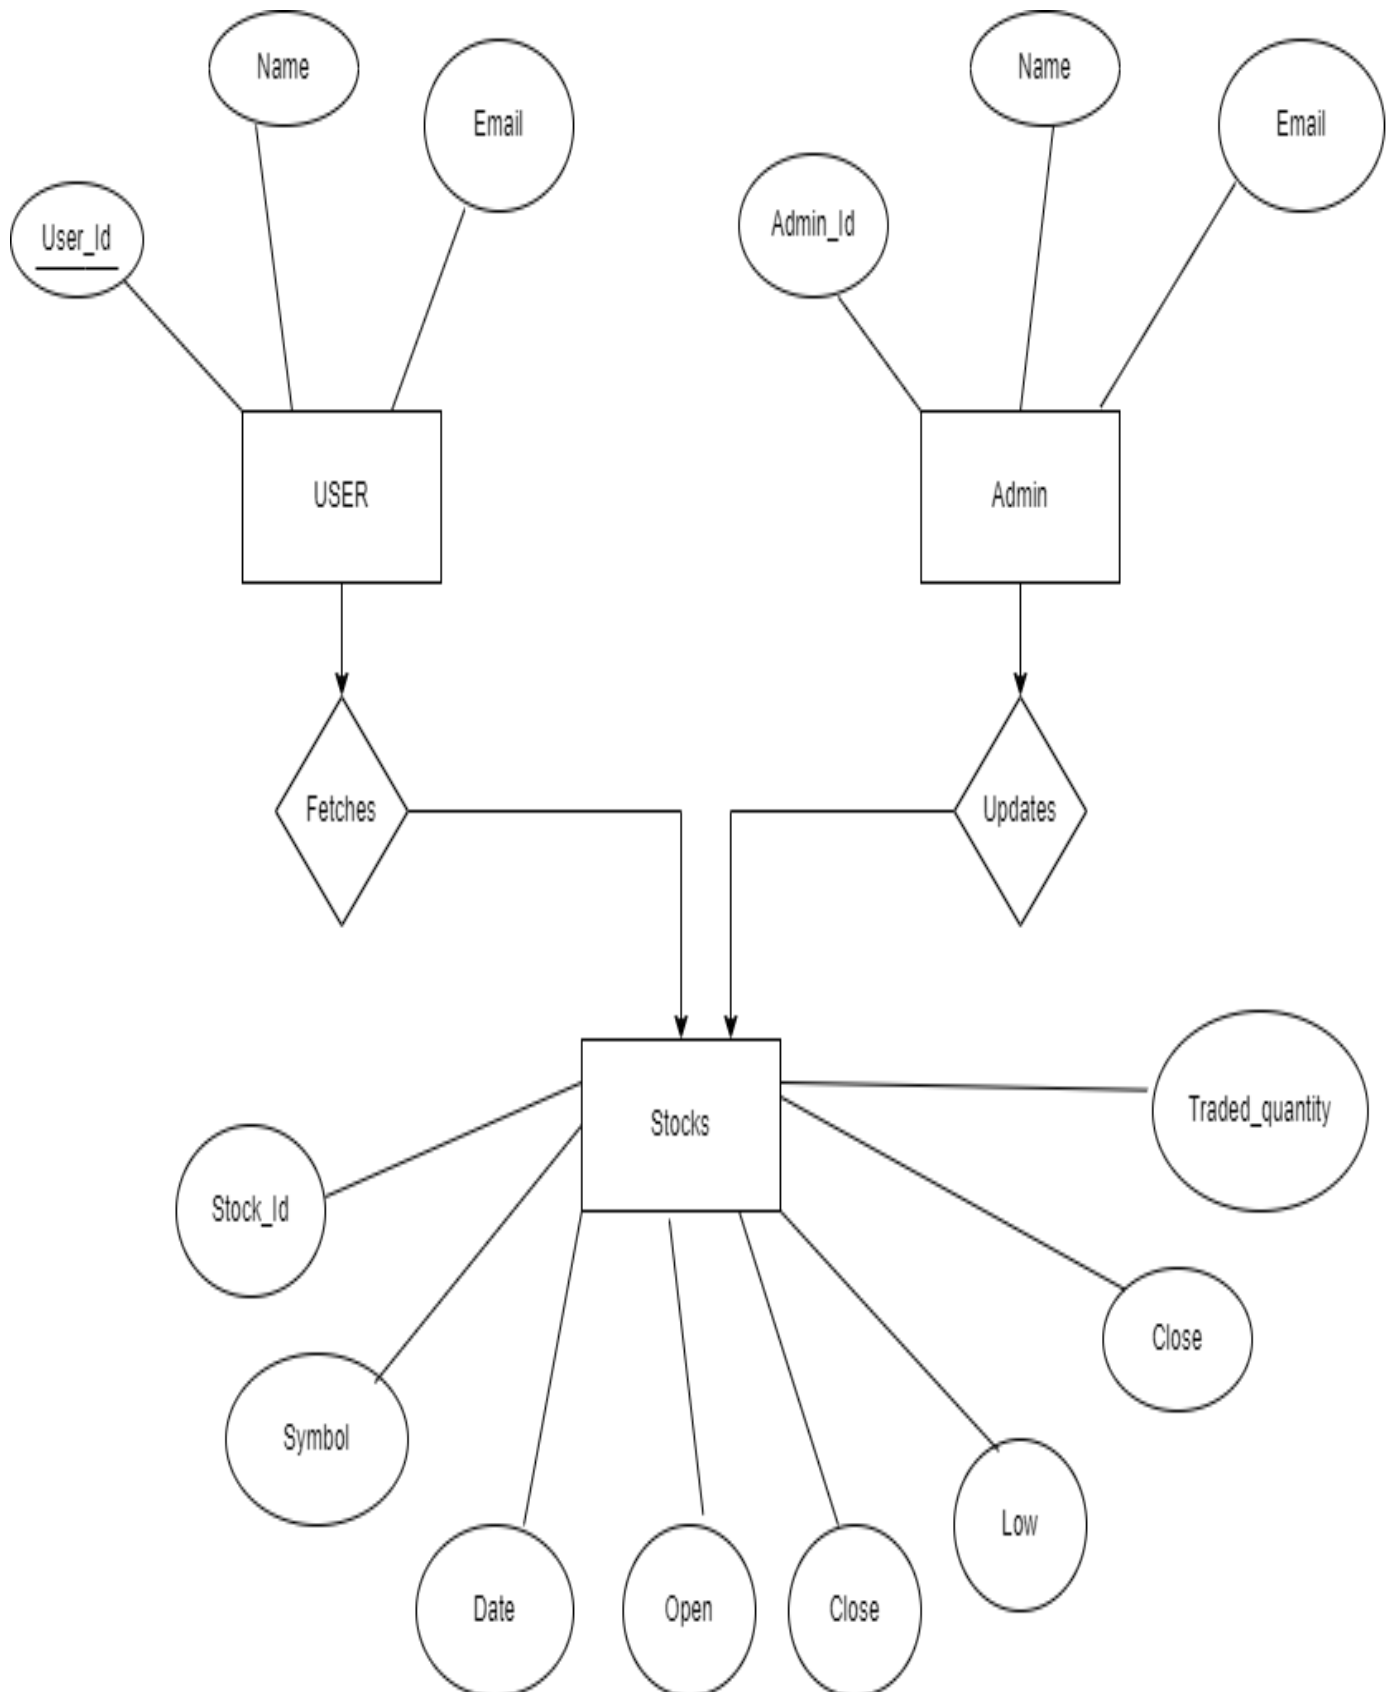 Name
Email
User_Id
USER
Name
Email
Admin_Id
Admin
Fetches
Updates
Stocks
Traded_quantity
Stock_Id
Close
Symbol
Low
Date
Open
Close